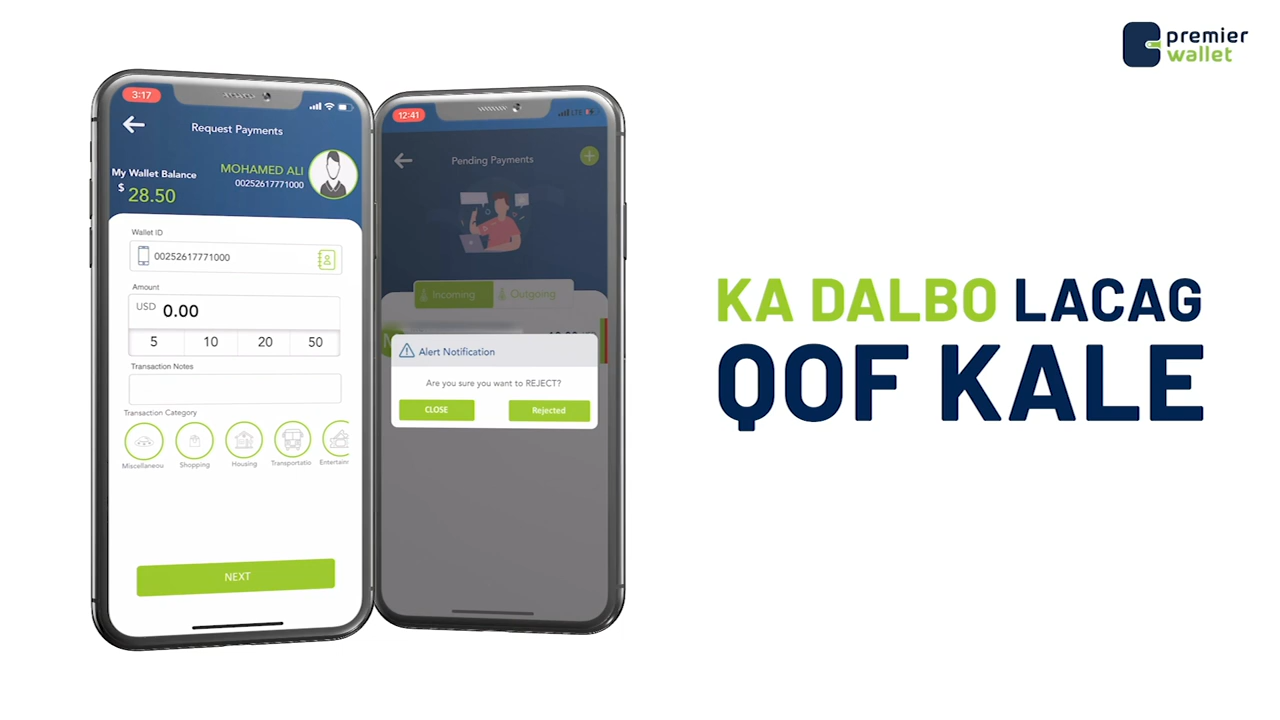 premier
wallet
3:17
Request Payments
My Wallet Balance
$ 28.50
MOHAMED ALI
00252617771000
Wallet ID
00252617771000
Amount
USD 0.00
5 10 20 50
Transaction Notes
Transaction Category
Miscellaneou Shopping Housing Transportatio Entertain
NEXT
12:41
Pending Payments
Incoming Outgoing
Alert Notification
Are you sure you want to REJECT?
CLOSE Rejected
KA DALBO LACAG
QOF KALE